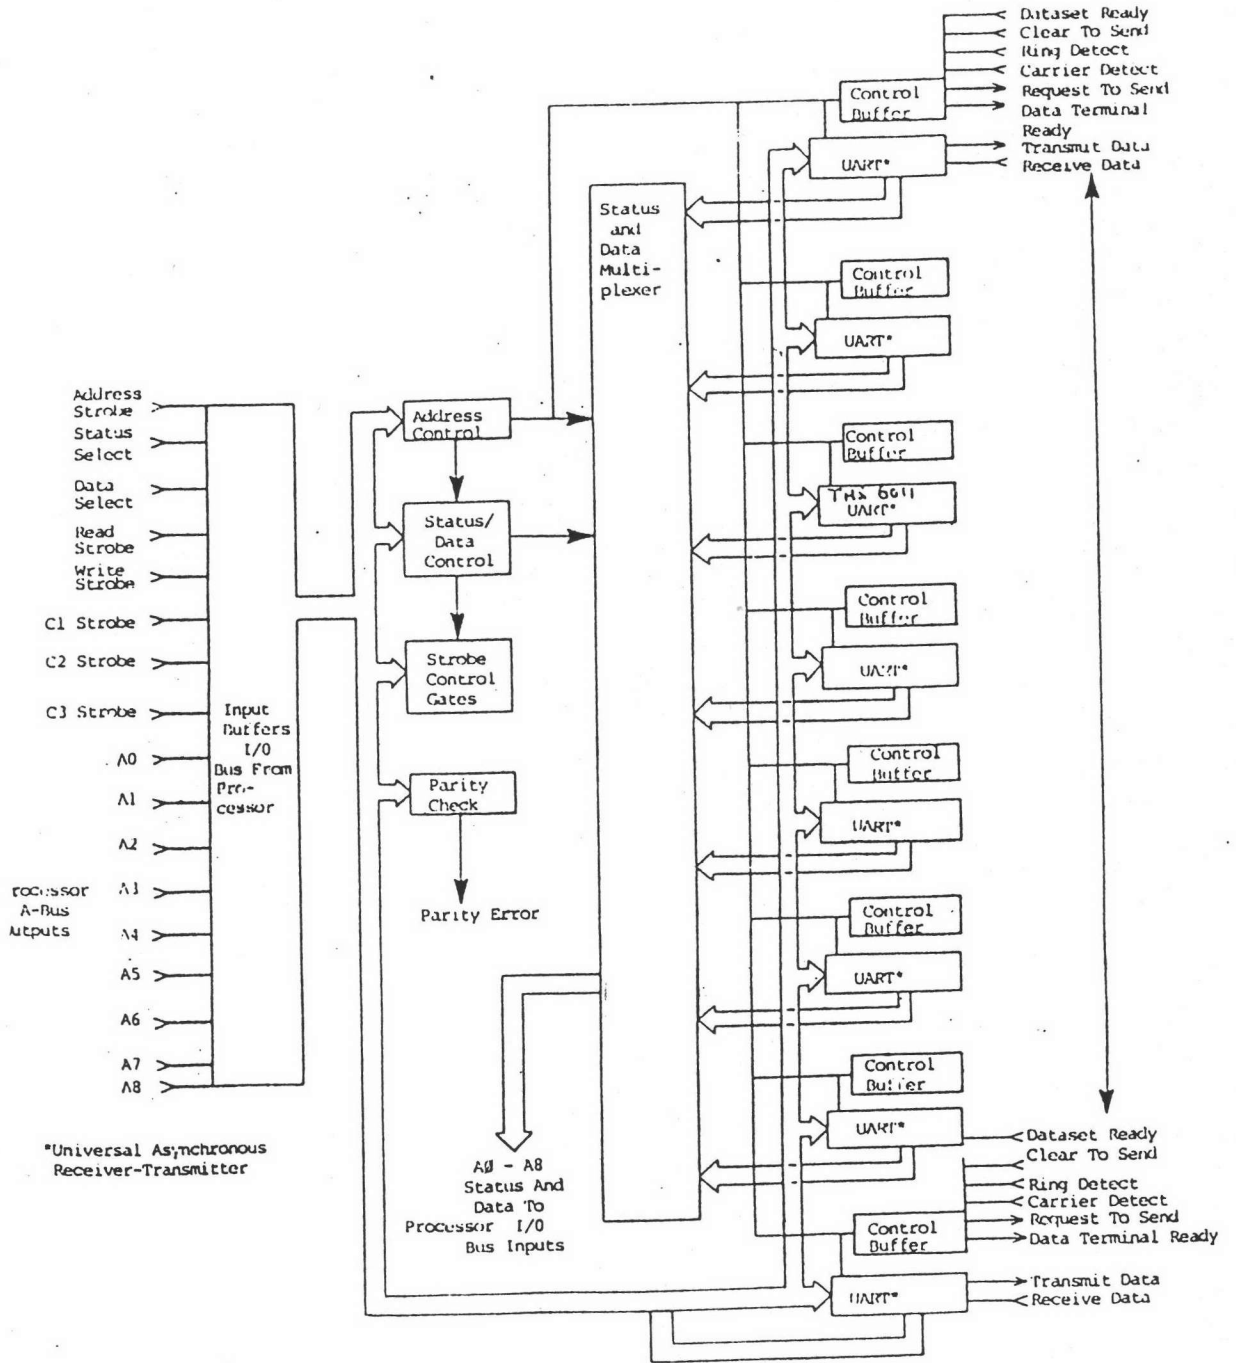 Dataset Ready
Clear To Send
Ring Detect
Carrier Detect
Request To Send
Data Terminal
Ready
Transmit Data
Receive Data
Control
Buffer
UART*
Status
and
Data
Multi-
plexer
Control
Buffer
UART*
Address
Strobe
Status
Select
Data
Select
Read
Strobe
Write
Strobe
C1 Strobe
C2 Strobe
C3 Strobe
A0
A1
A2
A3
A4
A5
A6
A7
A8
rocessor
A-Bus
utputs
Input
Buffers
I/O
Bus From
Pro-
cessor
Address
Control
Status/
Data
Control
Strobe
Control
Gates
Parity
Check
Parity Error
Control
Buffer
UART*
Control
Buffer
UART*
Control
Buffer
UART*
Control
Buffer
UART*
Control
Buffer
UART*
Dataset Ready
Clear To Send
Ring Detect
Carrier Detect
Request To Send
Data Terminal Ready
Control
Buffer
UART*
Transmit Data
Receive Data
AØ - A8
Status And
Data To
Processor I/O
Bus Inputs
*Universal Asynchronous
Receiver-Transmitter